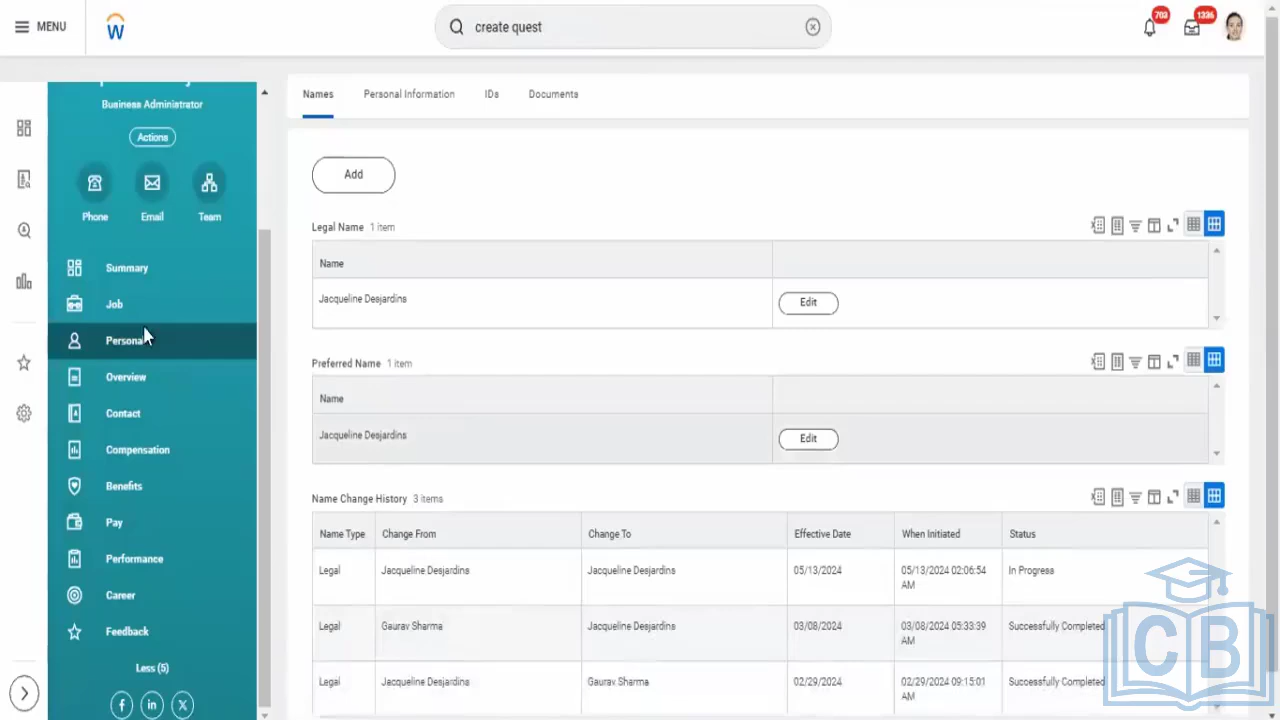 MENU
create quest
703
1336
Business Administrator
Actions
Phone
Email
Team
Summary
Job
Personal
Overview
Contact
Compensation
Benefits
Pay
Performance
Career
Feedback
Less (5)
Names
Personal Information
IDs
Documents
Add
Legal Name 1 item
Name
Jacqueline Desjardins
Edit
Preferred Name 1 item
Name
Jacqueline Desjardins
Edit
Name Change History 3 items
Name Type Change From Change To Effective Date When Initiated Status
Legal Jacqueline Desjardins Jacqueline Desjardins 05/13/2024 05/13/2024 02:06:54 In Progress
AM
Legal Gaurav Sharma Jacqueline Desjardins 03/08/2024 03/08/2024 05:33:39 Successfully Completed
AM
Legal Jacqueline Desjardins Gaurav Sharma 02/29/2024 02/29/2024 09:15:01 Successfully Completed
AM
CB